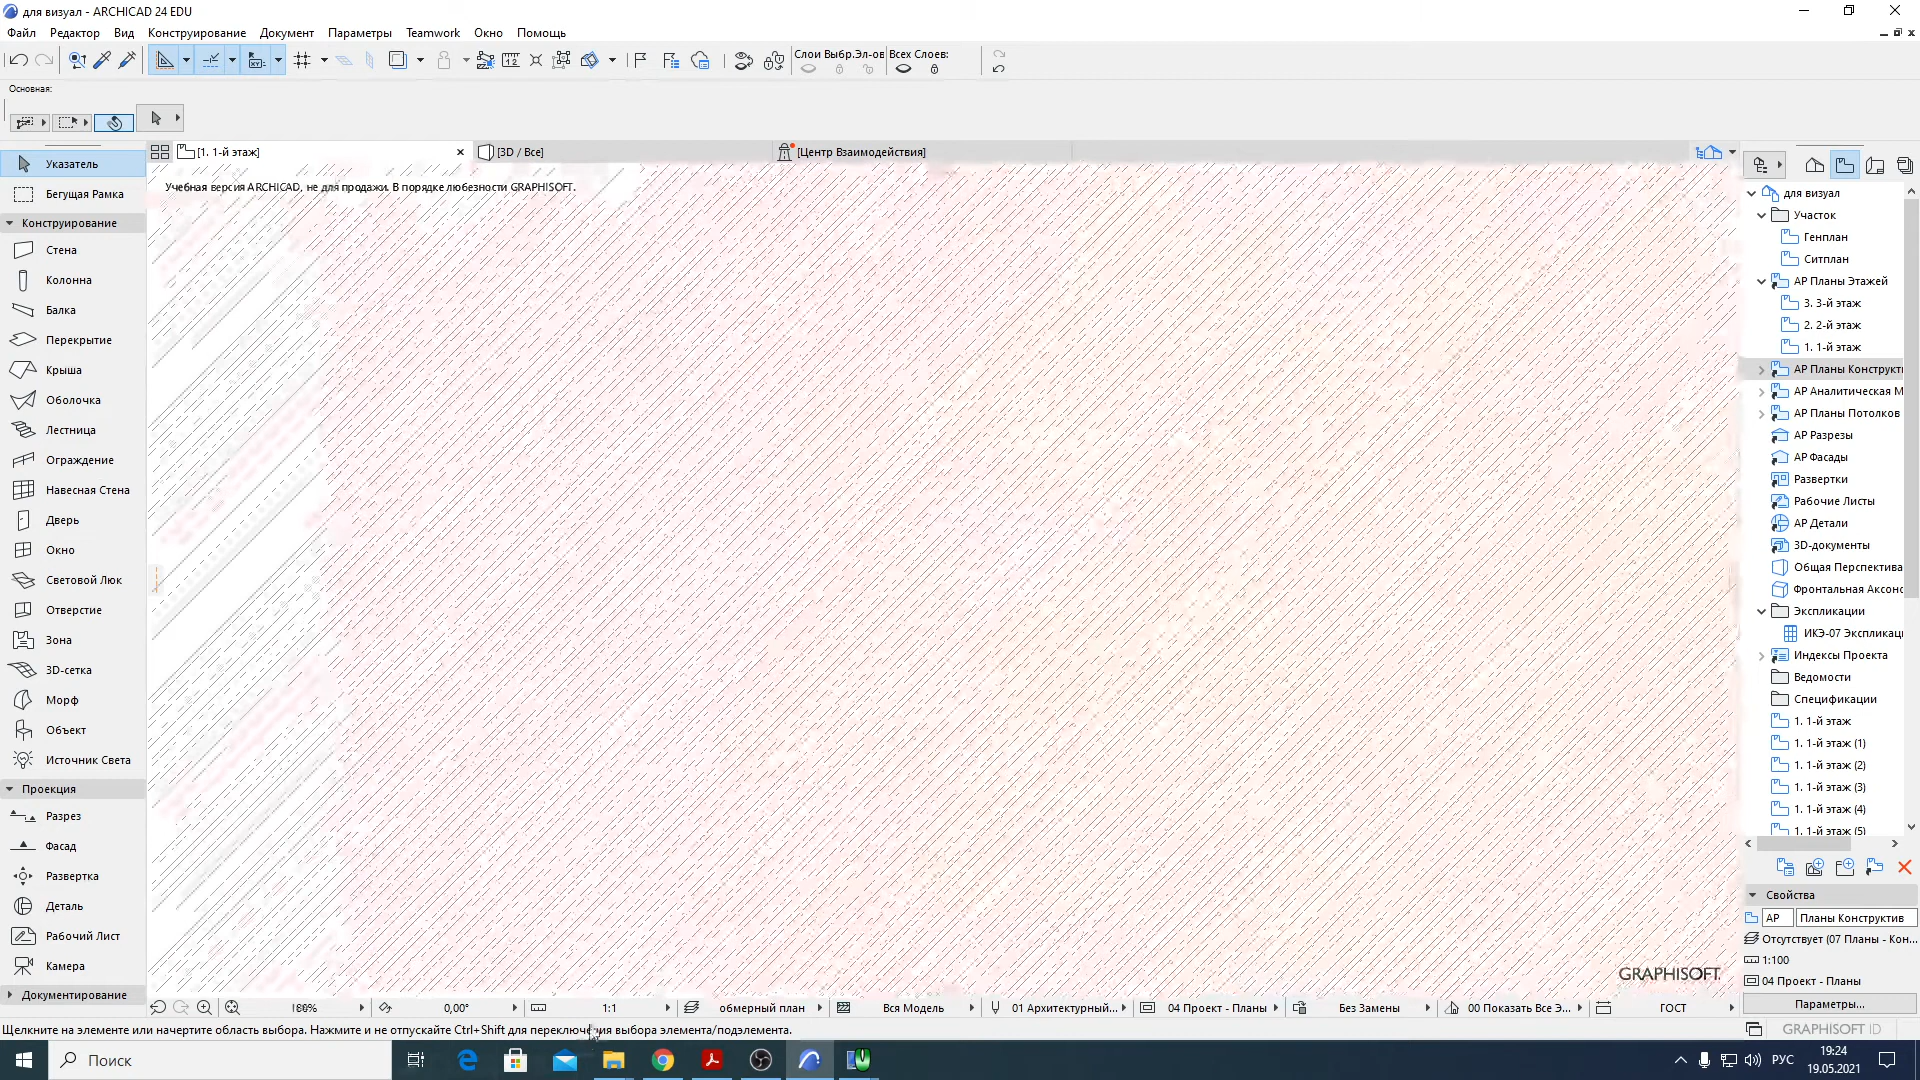 для визуал - ARCHICAD 24 EDU
Файл Редактор Вид Конструирование Документ Параметры Teamwork Окно Помощь
Слои Выбр.Эл-ов Всех Слоев:
Основная:
Указатель
Бегущая Рамка
Конструирование
Стена
Колонна
Балка
Перекрытие
Крыша
Оболочка
Лестница
Ограждение
Навесная Стена
Дверь
Окно
Световой Люк
Отверстие
Зона
3D-сетка
Морф
Объект
Источник Света
Проекция
Разрез
Фасад
Развертка
Деталь
Рабочий Лист
Камера
Документирование
[1. 1-й этаж] [3D / Все] [Центр Взаимодействия]
Учебная версия ARCHICAD, не для продажи. В порядке любезности GRAPHISOFT.
GRAPHISOFT.
для визуал
Участок
Генплан
Ситплан
АР Планы Этажей
3. 3-й этаж
2. 2-й этаж
1. 1-й этаж
АР Планы Конструкти
АР Аналитическая М
АР Планы Потолков
АР Разрезы
АР Фасады
Развертки
Рабочие Листы
АР Детали
3D-документы
Общая Перспектива
Фронтальная Аксоно
Экспликации
ИКЭ-07 Экспликаци
Индексы Проекта
Ведомости
Спецификации
1. 1-й этаж
1. 1-й этаж (1)
1. 1-й этаж (2)
1. 1-й этаж (3)
1. 1-й этаж (4)
1. 1-й этаж (5)
Свойства
АР Планы Конструктив
Отсутствует (07 Планы - Кон...
1:100
04 Проект - Планы
Параметры...
0,00° 1:1 обмерный план Вся Модель 01 Архитектурный... 04 Проект - Планы Без Замены 00 Показать Все Э... ГОСТ
Щелкните на элементе или начертите область выбора. Нажмите и не отпускайте Ctrl+Shift для переключения выбора элемента/подэлемента.
GRAPHISOFT ID
Поиск
РУС
19:24
19.05.2021